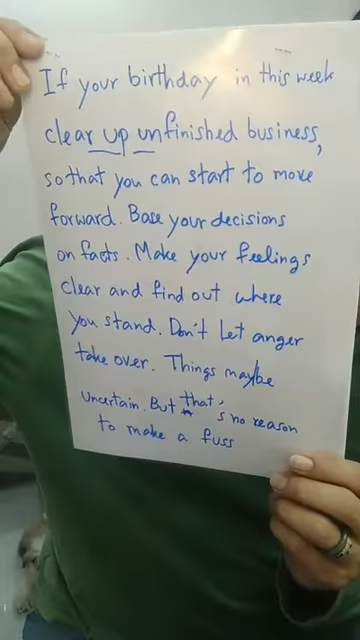 If your birthday in this week
clear up unfinished business,
so that you can start to move
forward. Base your decisions
on facts. Make your feelings
clear and find out where
you stand. Don't let anger
take over. Things maybe
uncertain. But that's no reason
to make a fuss